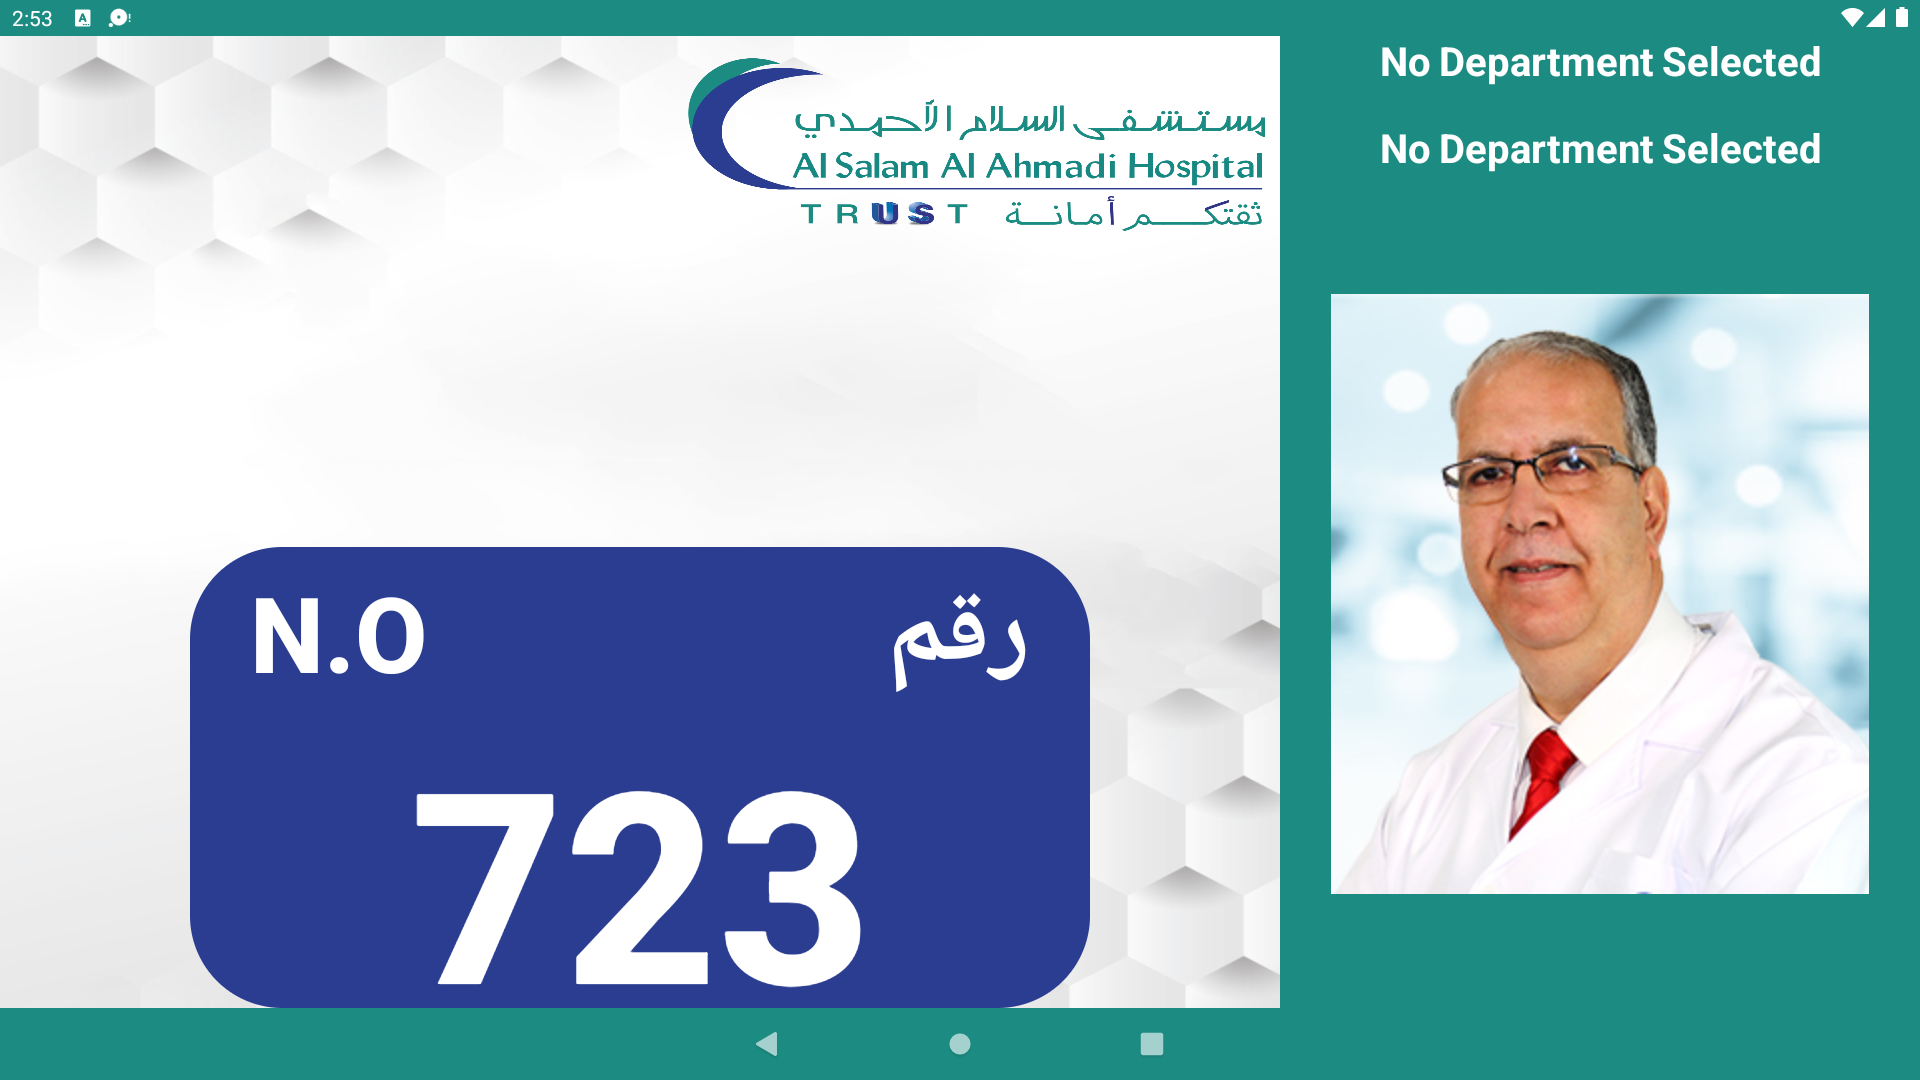 2:53
مستشفى السلام الأحمدي
Al Salam Al Ahmadi Hospital
TRUST ثقتكم أمانة
N.O رقم
723
No Department Selected
No Department Selected